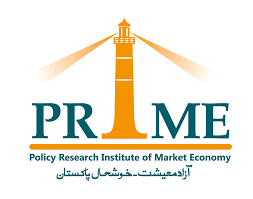 PRIME
Policy Research Institute of Market Economy
آزاد معیشت - خوشحال پاکستان